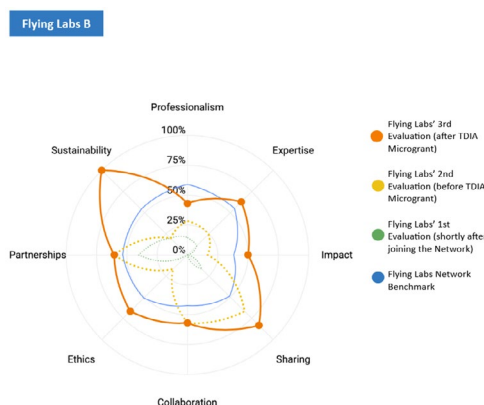 Flying Labs B
Professionalism
100%
Sustainability
75%
Expertise
50%
25%
Partnerships
0%
Impact
Ethics
Sharing
Collaboration
Flying Labs' 3rd
Evaluation (after TDIA
Microgrant)
Flying Labs' 2nd
Evaluation (before TDIA
Microgrant)
Flying Labs' 1st
Evaluation (shortly after
joining the Network)
Flying Labs Network
Benchmark